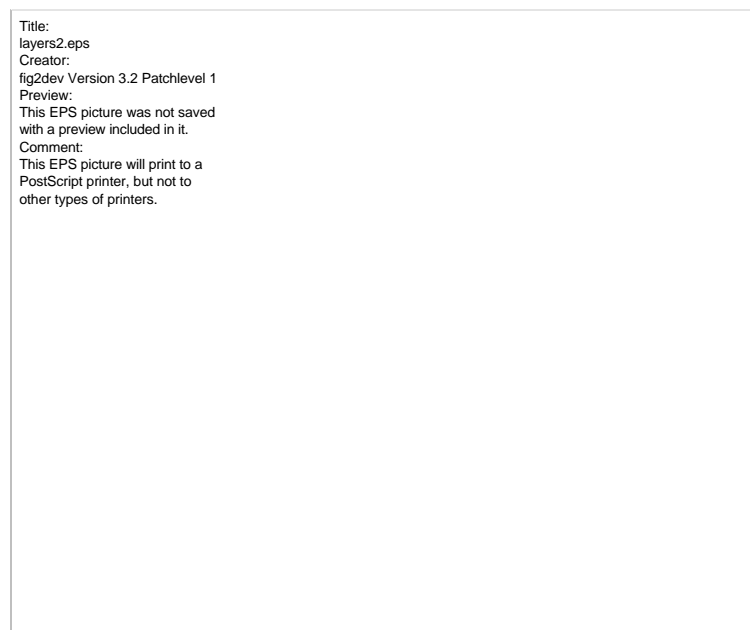 Title:
layers2.eps
Creator:
fig2dev Version 3.2 Patchlevel 1
Preview:
This EPS picture was not saved
with a preview included in it.
Comment:
This EPS picture will print to a
PostScript printer, but not to
other types of printers.